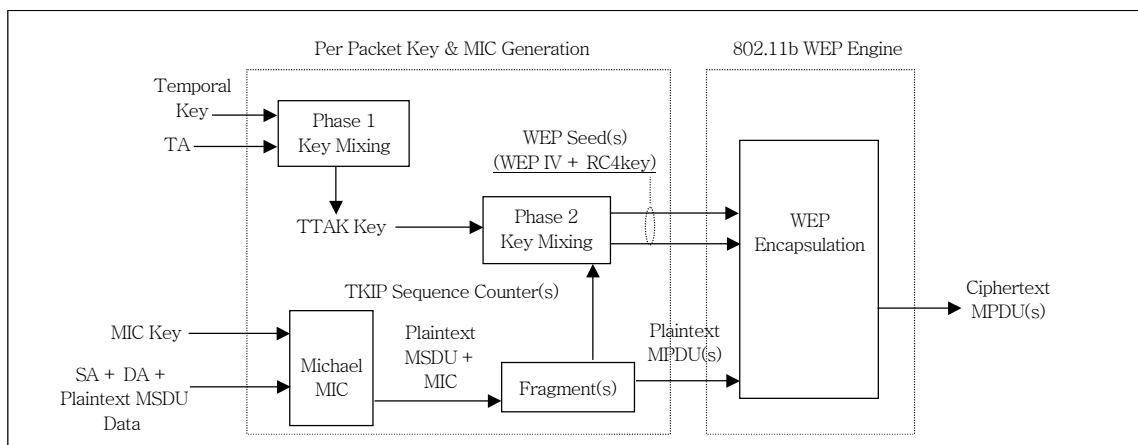 Per Packet Key & MIC Generation
802.11b WEP Engine
Temporal
Key
TA
Phase 1
Key Mixing
WEP Seed(s)
(WEP IV + RC4key)
TTAK Key
Phase 2
Key Mixing
WEP
Encapsulation
TKIP Sequence Counter(s)
Ciphertext
MPDU(s)
MIC Key
SA + DA +
Plaintext MSDU
Data
Michael
MIC
Plaintext
MSDU +
MIC
Fragment(s)
Plaintext
MPDU(s)